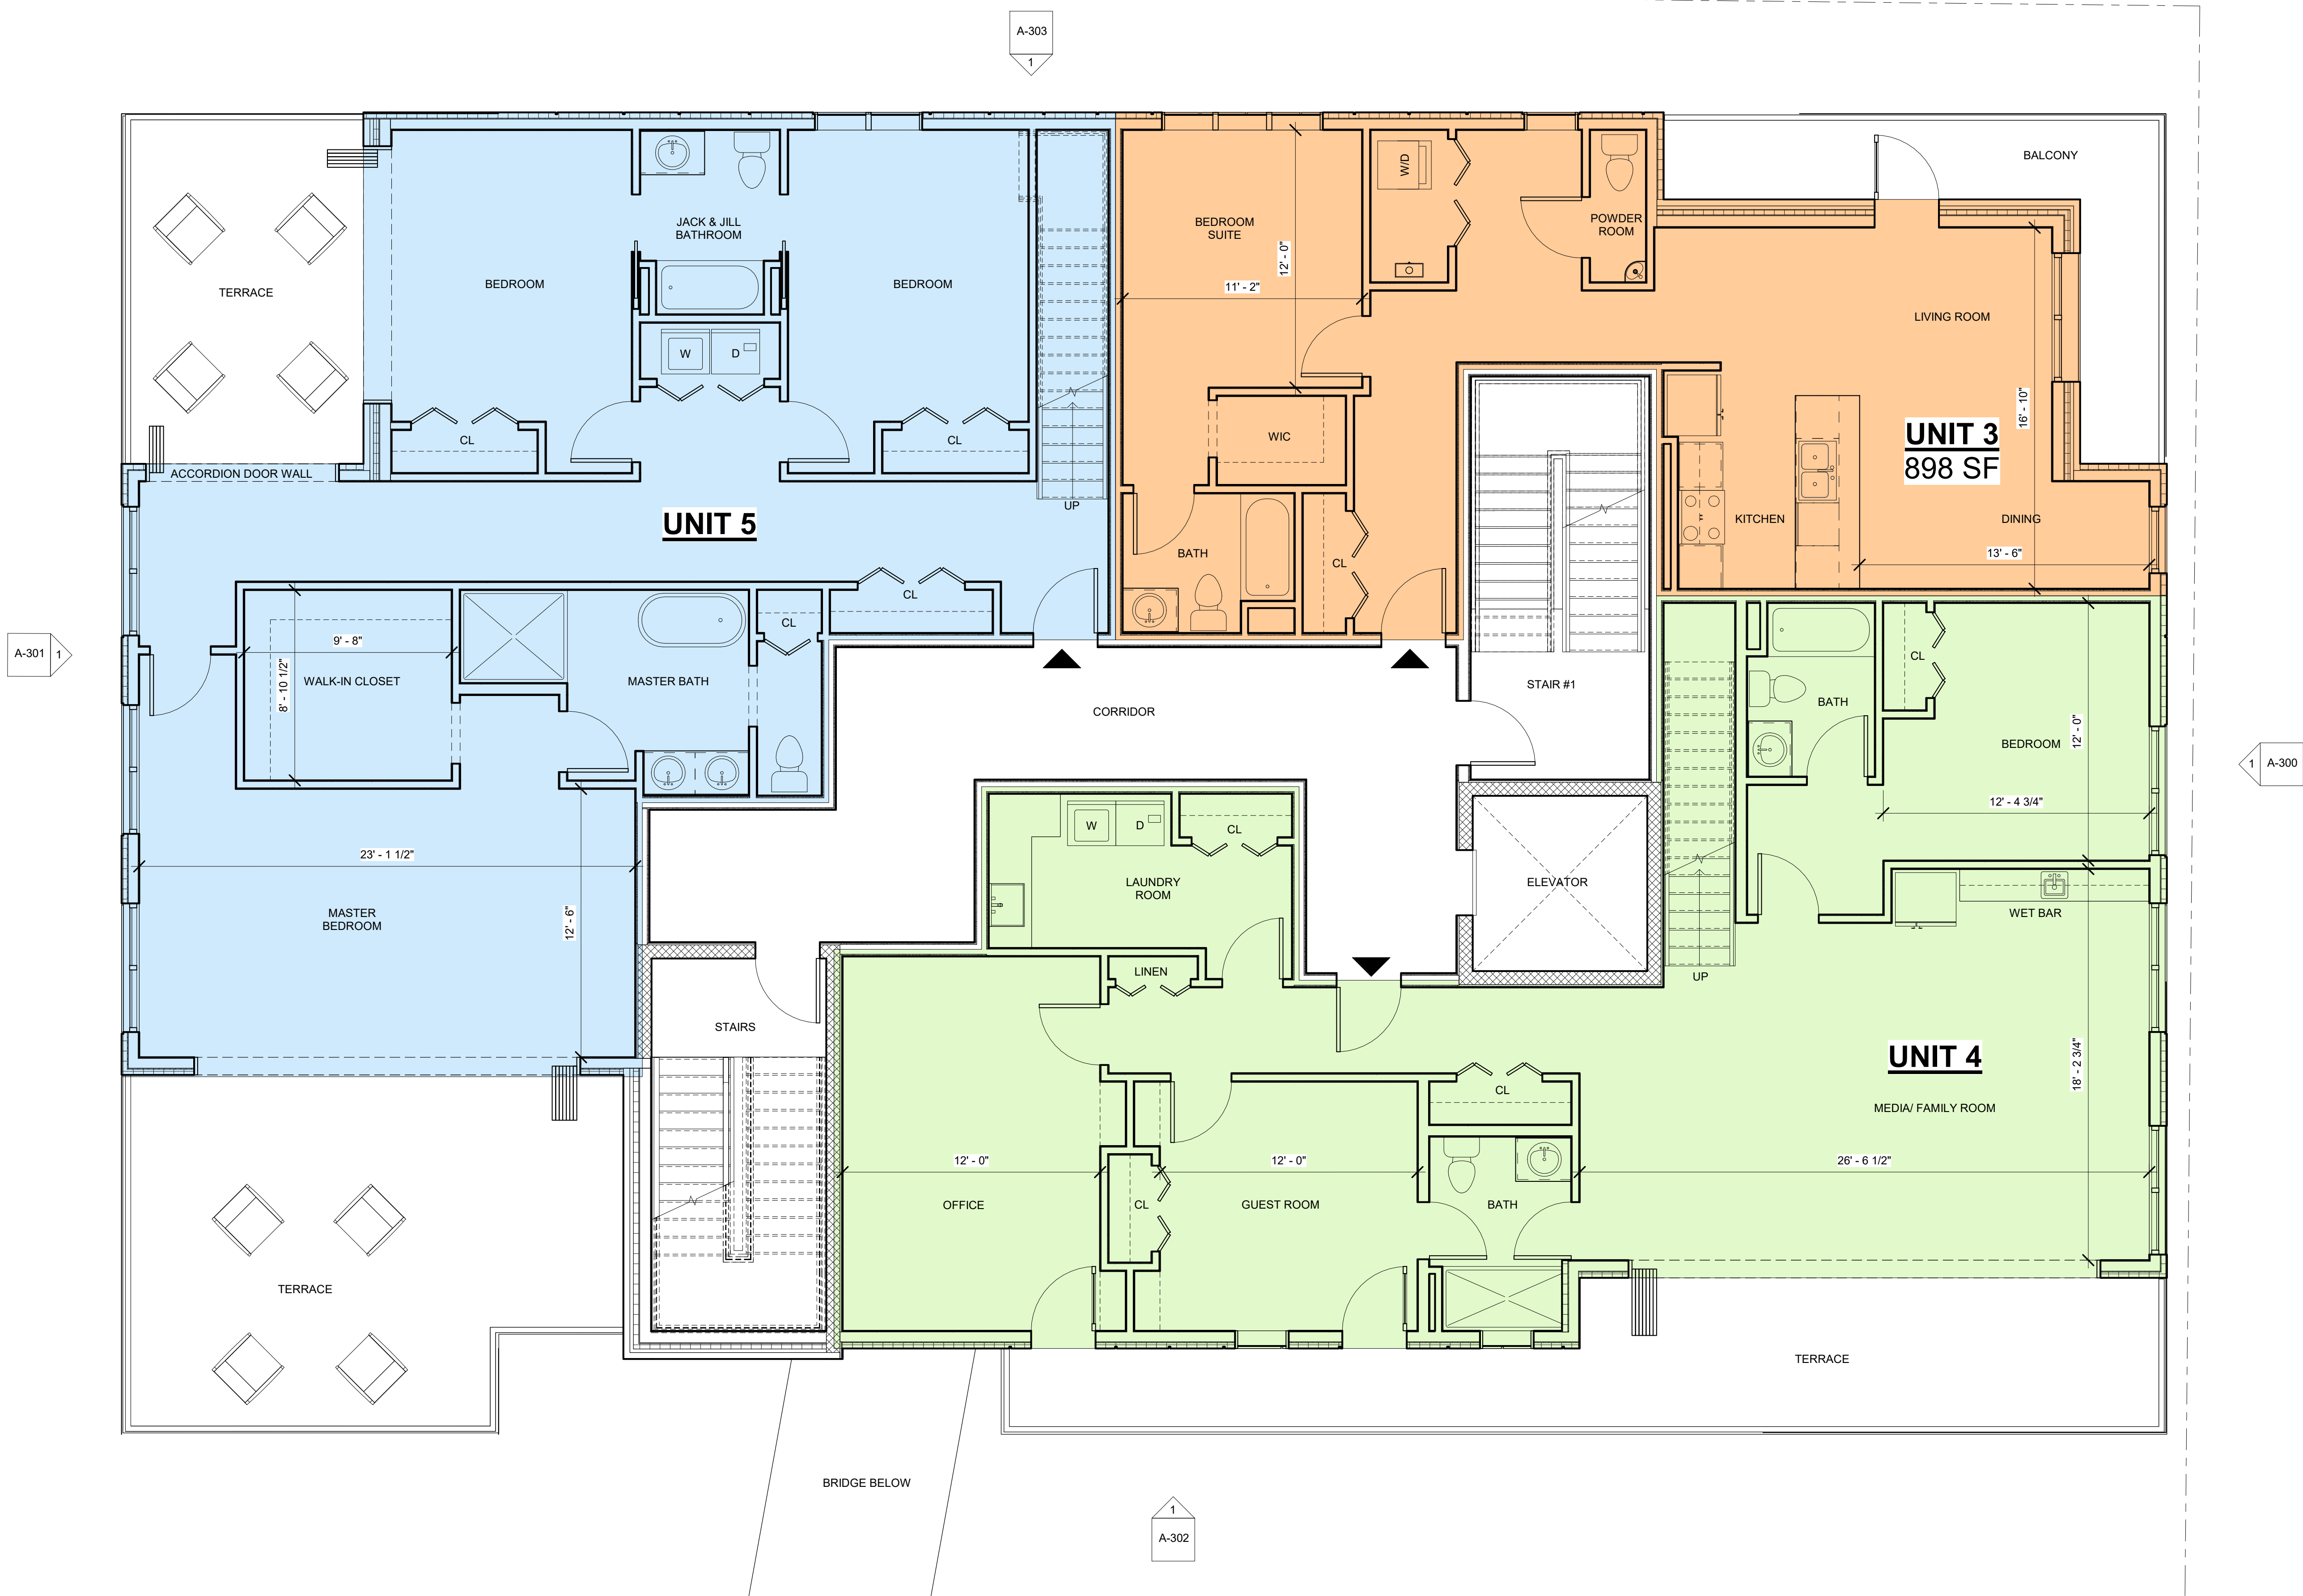 A-303
1
BALCONY
JACK & JILL
BATHROOM
BEDROOM
SUITE
12' - 0"
W/D
POWDER
ROOM
TERRACE
BEDROOM
BEDROOM
11' - 2"
LIVING ROOM
W
D
16' - 10"
CL
CL
WIC
UNIT 3
898 SF
ACCORDION DOOR WALL
UP
UNIT 5
KITCHEN
DINING
BATH
CL
13' - 6"
CL
CL
9' - 8"
8' - 10 1/2"
WALK-IN CLOSET
MASTER BATH
A-301
1
STAIR #1
CORRIDOR
CL
BATH
BEDROOM
12' - 0"
1
A-300
12' - 4 3/4"
W
D
CL
23' - 1 1/2"
LAUNDRY
ROOM
ELEVATOR
MASTER
BEDROOM
12' - 6"
WET BAR
LINEN
UP
STAIRS
UNIT 4
18' - 2 3/4"
CL
MEDIA/ FAMILY ROOM
12' - 0"
12' - 0"
26' - 6 1/2"
OFFICE
CL
GUEST ROOM
BATH
TERRACE
TERRACE
BRIDGE BELOW
1
A-302